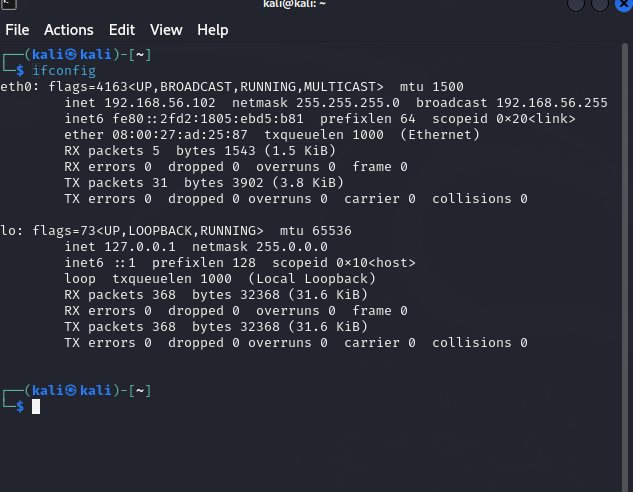 kali@kali: ~
File Actions Edit View Help
┌──(kali㉿kali)-[~]
└─$ ifconfig
eth0: flags=4163<UP,BROADCAST,RUNNING,MULTICAST>  mtu 1500
        inet 192.168.56.102  netmask 255.255.255.0  broadcast 192.168.56.255
        inet6 fe80::2fd2:1805:ebd5:b81  prefixlen 64  scopeid 0×20<link>
        ether 08:00:27:ad:25:87  txqueuelen 1000  (Ethernet)
        RX packets 5  bytes 1543 (1.5 KiB)
        RX errors 0  dropped 0  overruns 0  frame 0
        TX packets 31  bytes 3902 (3.8 KiB)
        TX errors 0  dropped 0 overruns 0  carrier 0  collisions 0
lo: flags=73<UP,LOOPBACK,RUNNING>  mtu 65536
        inet 127.0.0.1  netmask 255.0.0.0
        inet6 ::1  prefixlen 128  scopeid 0×10<host>
        loop  txqueuelen 1000  (Local Loopback)
        RX packets 368  bytes 32368 (31.6 KiB)
        RX errors 0  dropped 0  overruns 0  frame 0
        TX packets 368  bytes 32368 (31.6 KiB)
        TX errors 0  dropped 0 overruns 0  carrier 0  collisions 0
┌──(kali㉿kali)-[~]
└─$